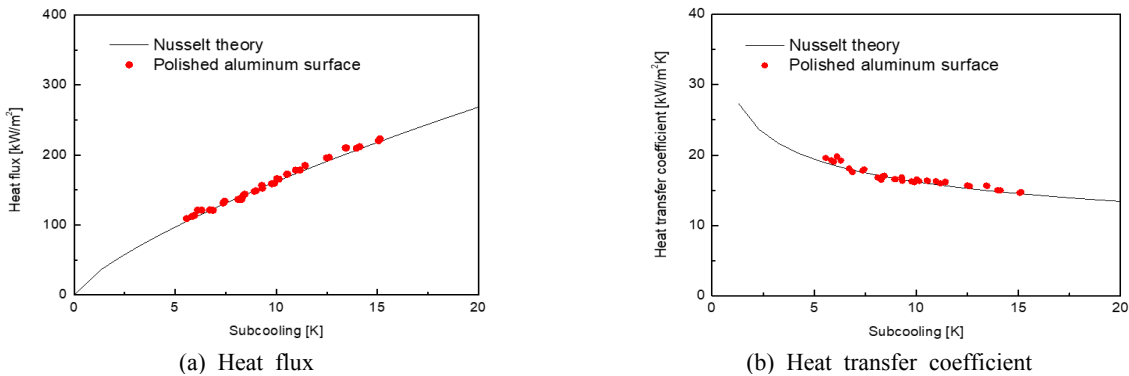 400
300
200
100
0
0
5
10
15
20
Heat flux [kW/m²]
Nusselt theory
Polished aluminum surface
Subcooling [K]
(a) Heat flux
40
30
20
10
0
0
5
10
15
20
Heat transfer coefficient [kW/m²K]
Nusselt theory
Polished aluminum surface
Subcooling [K]
(b) Heat transfer coefficient